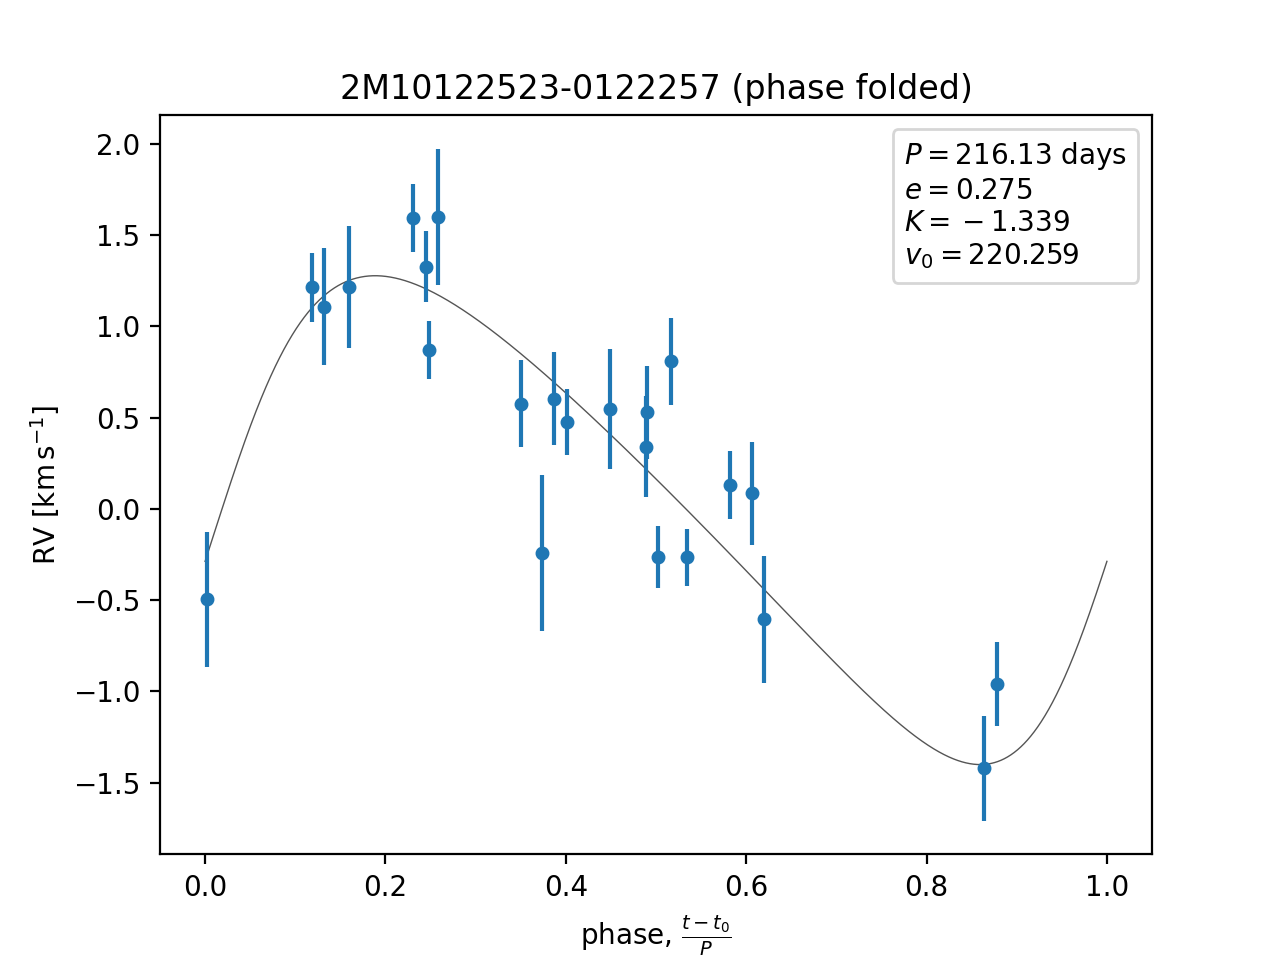 2M10122523-0122257 (phase folded)
P = 216.13 days
e = 0.275
K = −1.339
v₀ = 220.259
RV [km s⁻¹]
2.0
1.5
1.0
0.5
0.0
−0.5
−1.0
−1.5
0.0 0.2 0.4 0.6 0.8 1.0
phase, (t − t₀)/P